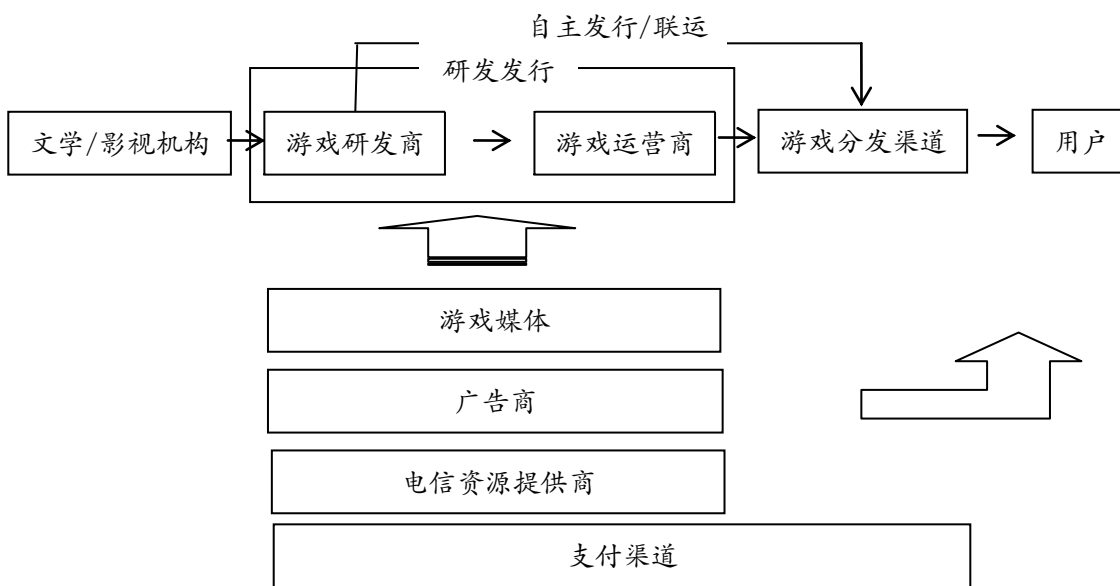 自主发行/联运
研发发行
文学/影视机构
游戏研发商
游戏运营商
游戏分发渠道
用户
游戏媒体
广告商
电信资源提供商
支付渠道